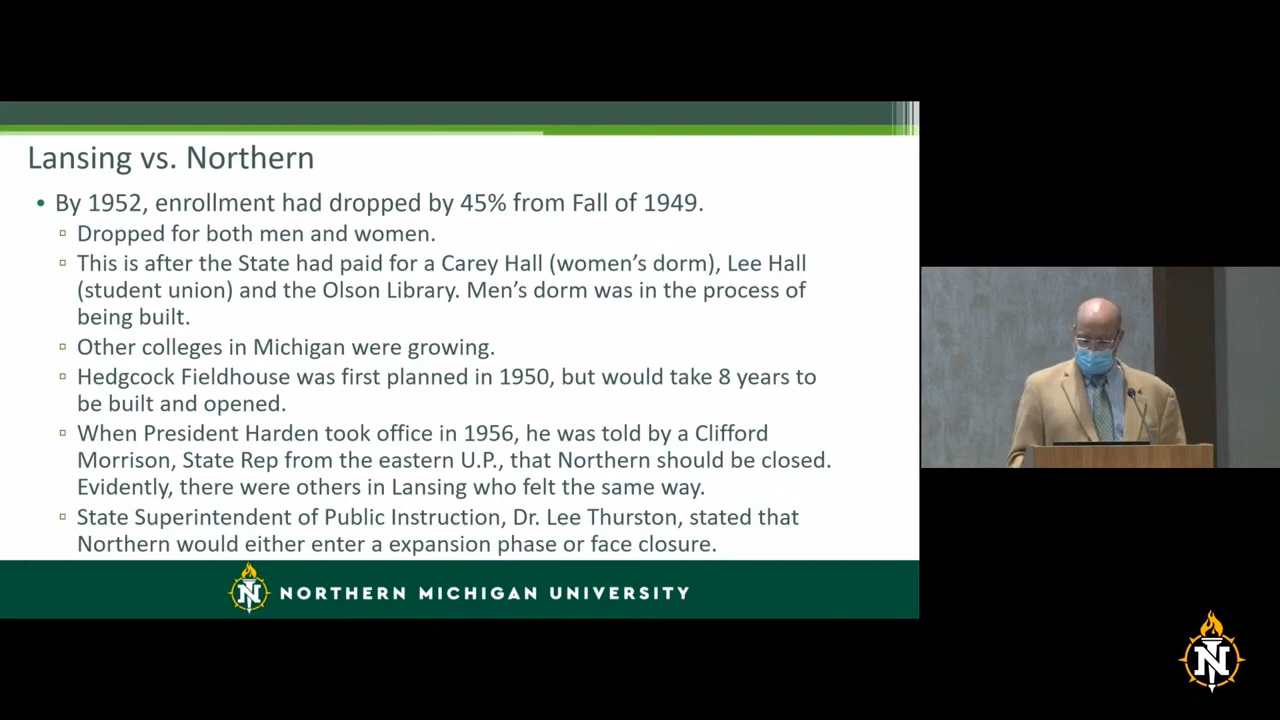 Lansing vs. Northern
• By 1952, enrollment had dropped by 45% from Fall of 1949.
▫ Dropped for both men and women.
▫ This is after the State had paid for a Carey Hall (women's dorm), Lee Hall
(student union) and the Olson Library. Men's dorm was in the process of
being built.
▫ Other colleges in Michigan were growing.
▫ Hedgcock Fieldhouse was first planned in 1950, but would take 8 years to
be built and opened.
▫ When President Harden took office in 1956, he was told by a Clifford
Morrison, State Rep from the eastern U.P., that Northern should be closed.
Evidently, there were others in Lansing who felt the same way.
▫ State Superintendent of Public Instruction, Dr. Lee Thurston, stated that
Northern would either enter a expansion phase or face closure.
N NORTHERN MICHIGAN UNIVERSITY
N